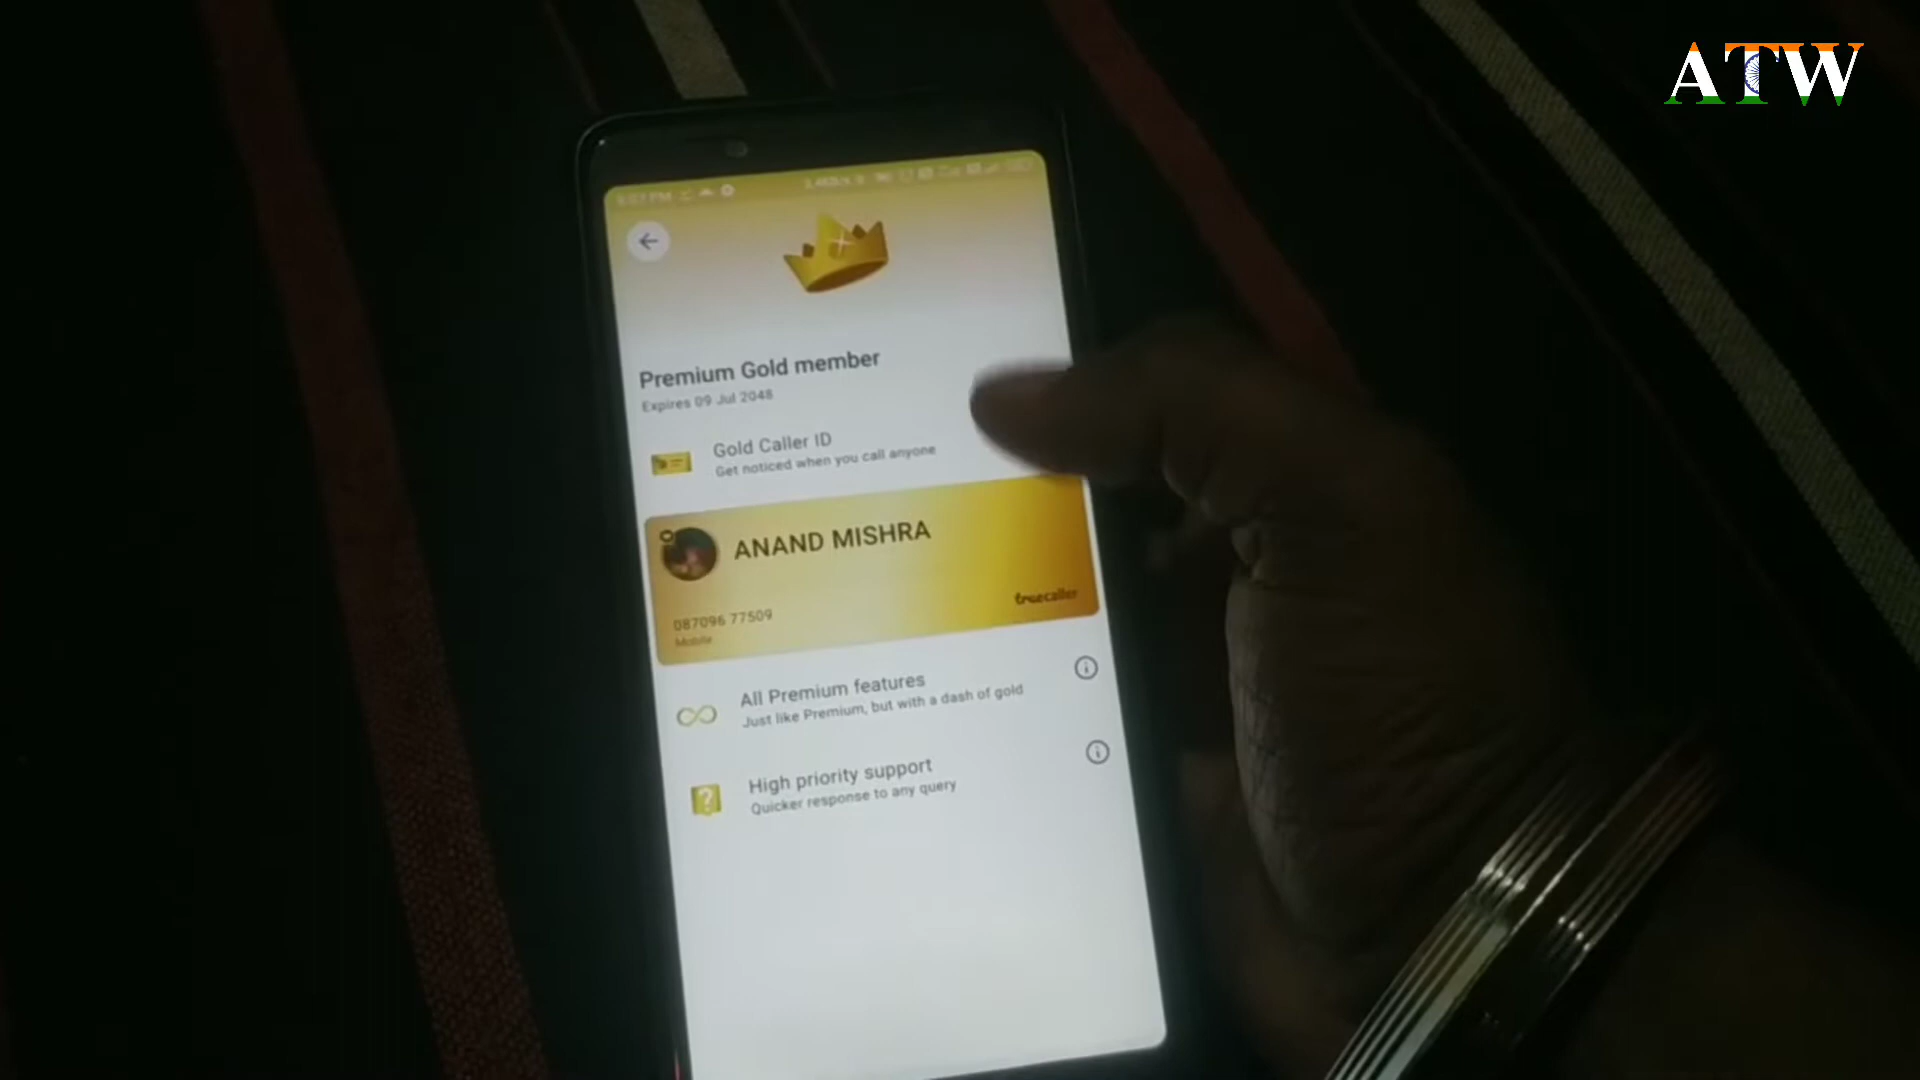 ATW
Premium Gold member
Expires 09 Jul 2048
Gold Caller ID
Get noticed when you call anyone
ANAND MISHRA
truecaller
087096 77509
Mobile
All Premium features
Just like Premium, but with a dash of gold
High priority support
Quicker response to any query